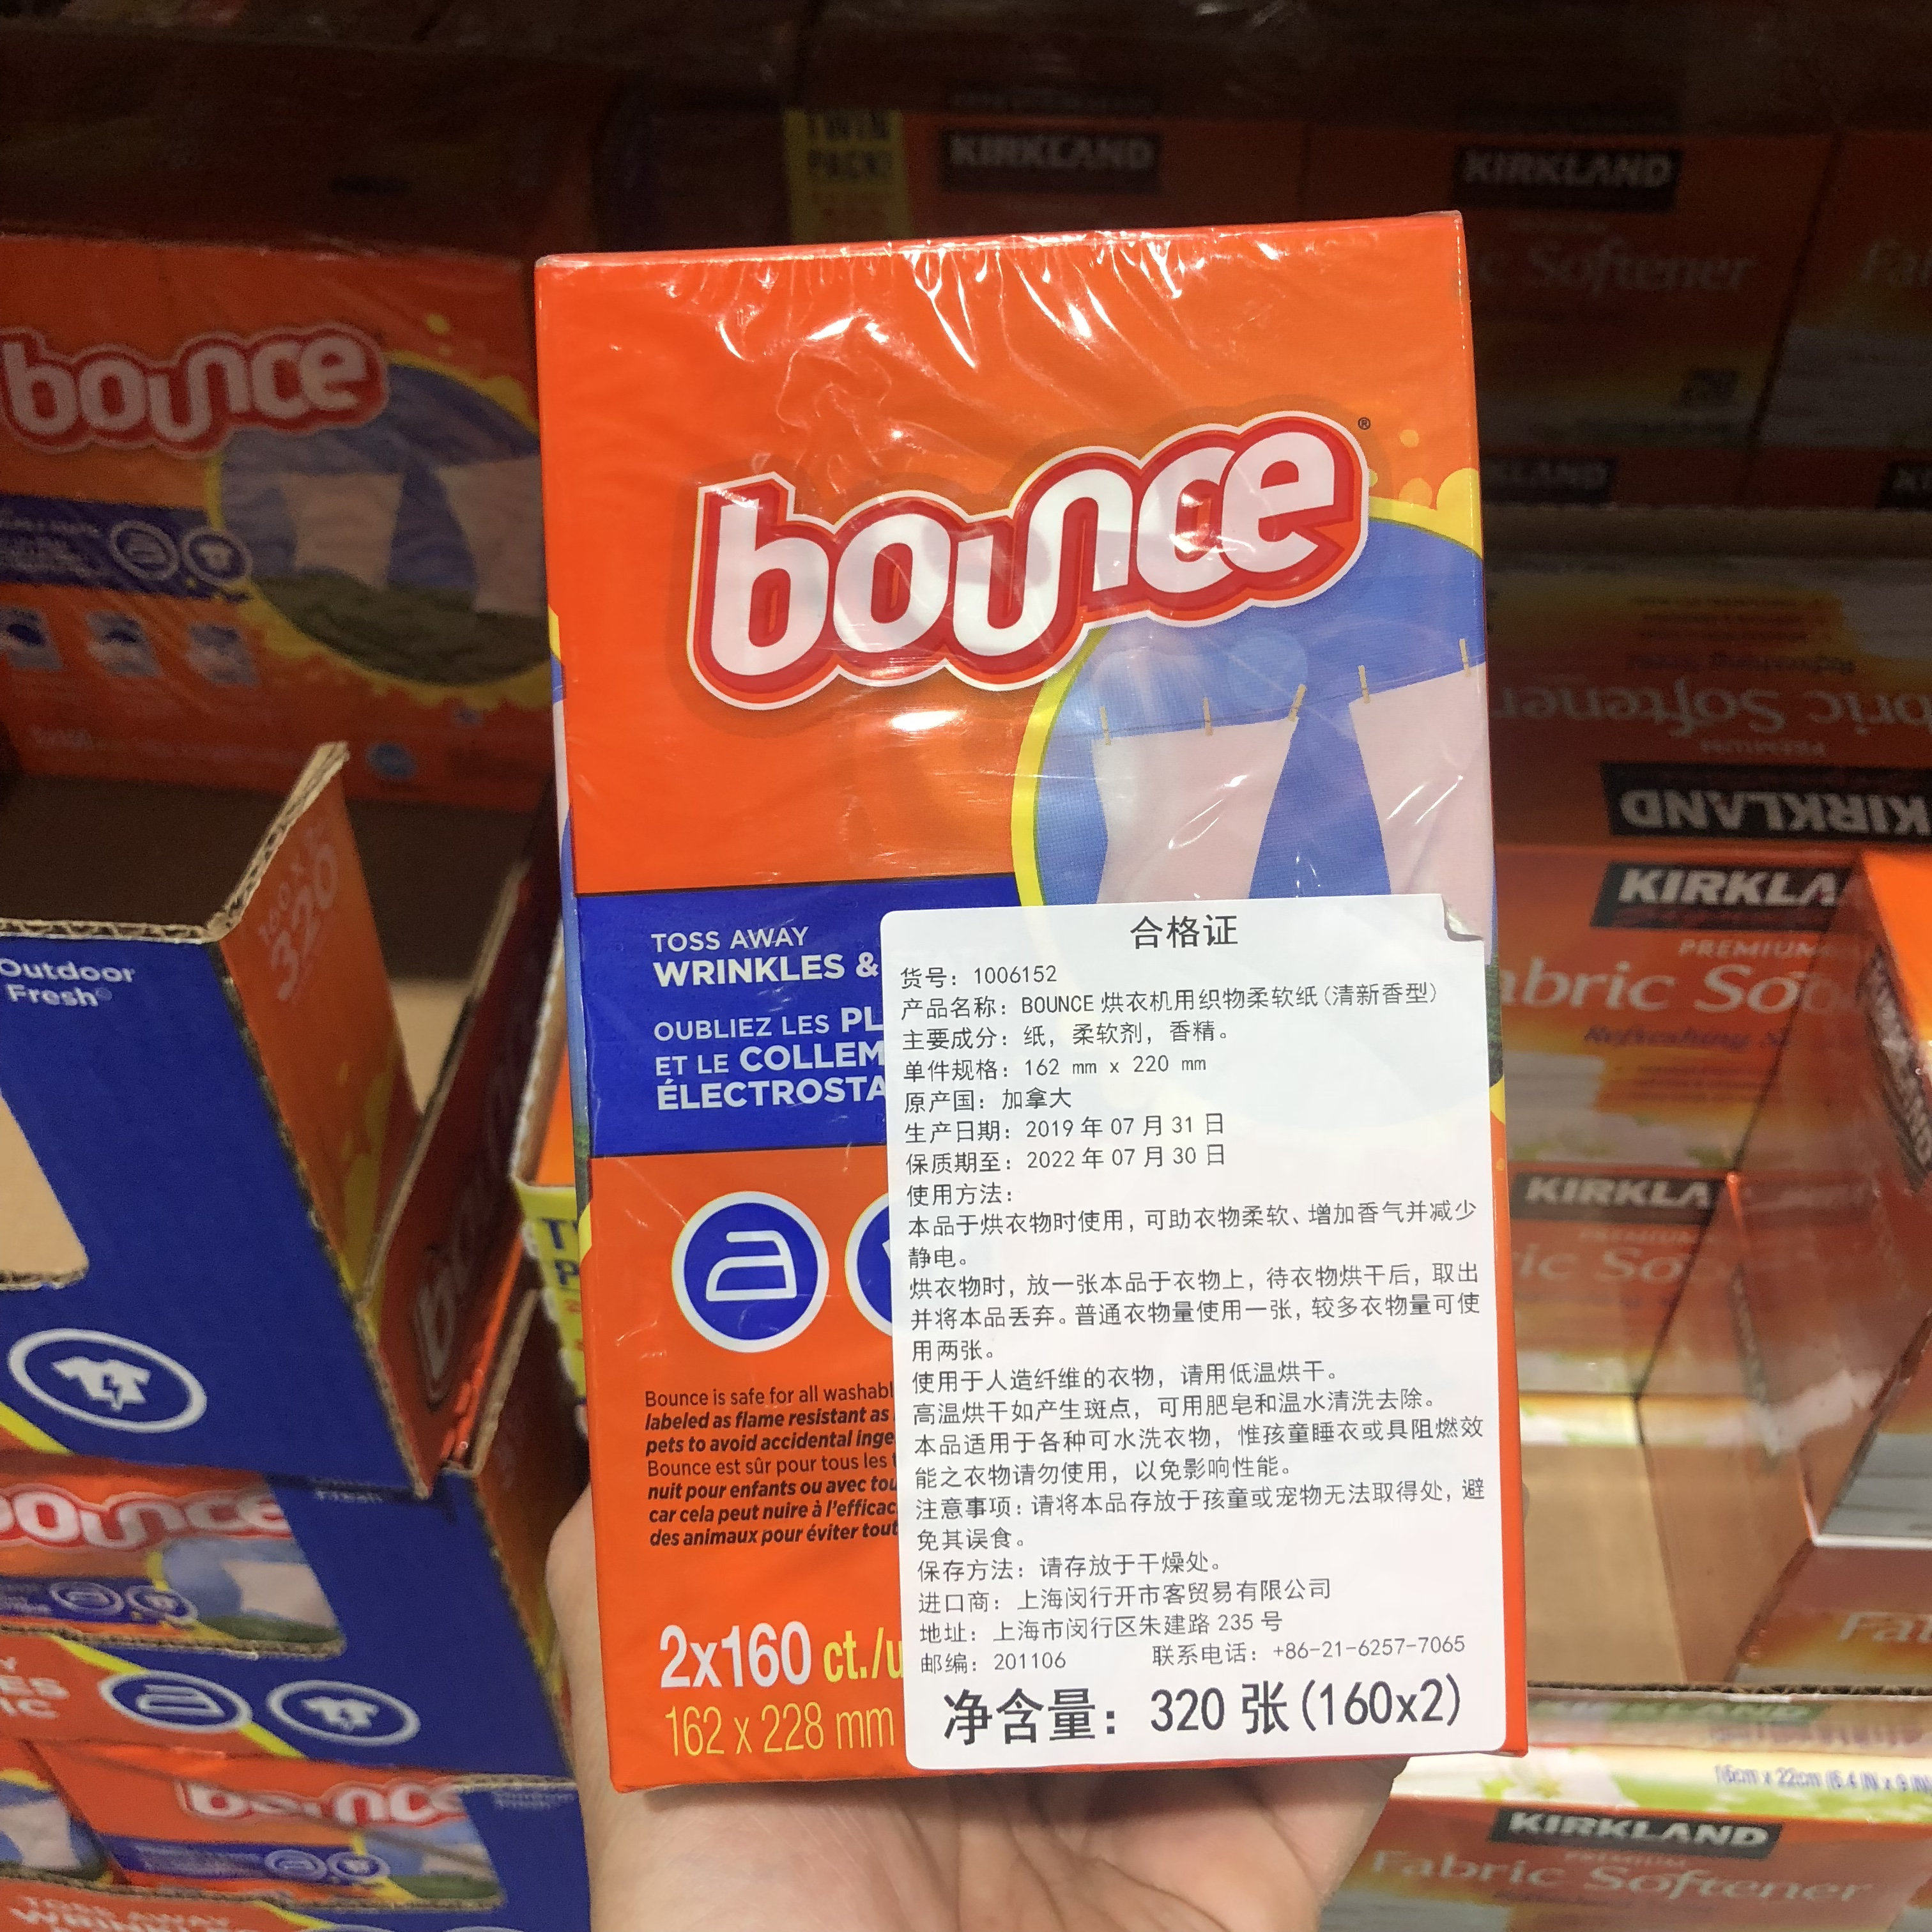 TWIN
PACK!
KIRKLAND
KIRKLAND
c Softener
bounce
bounce®
KIRKLAND
KIRKLAND
PREMIUM
abric So
TOSS AWAY
WRINKLES &
OUBLIEZ LES PL
ET LE COLLEM
ÉLECTROSTA
Outdoor
Fresh
320
合格证
货号：1006152
产品名称：BOUNCE 烘衣机用织物柔软纸(清新香型)
主要成分：纸，柔软剂，香精。
单件规格：162 mm x 220 mm
原产国：加拿大
生产日期：2019 年 07 月 31 日
保质期至：2022 年 07 月 30 日
使用方法：
本品于烘衣物时使用，可助衣物柔软、增加香气并减少
静电。
烘衣物时，放一张本品于衣物上，待衣物烘干后，取出
并将本品丢弃。普通衣物量使用一张，较多衣物量可使
用两张。
使用于人造纤维的衣物，请用低温烘干。
高温烘干如产生斑点，可用肥皂和温水清洗去除。
本品适用于各种可水洗衣物，惟孩童睡衣或具阻燃效
能之衣物请勿使用，以免影响性能。
注意事项：请将本品存放于孩童或宠物无法取得处，避
免其误食。
保存方法：请存放于干燥处。
进口商：上海闵行开市客贸易有限公司
地址：上海市闵行区朱建路 235 号
邮编：201106 联系电话：+86-21-6257-7065
净含量：320 张(160x2)
Bounce is safe for all washabl
labeled as flame resistant as
pets to avoid accidental inge
Bounce est sûr pour tous les t
nuit pour enfants ou avec tou
car cela peut nuire à l'efficac
des animaux pour éviter tout
2x160 ct./u
162 x 228 mm
KIRKLA
PREMIUM
ric So
bounce
bounce
KIRKLAND
PREMIUM
Fabric Softener